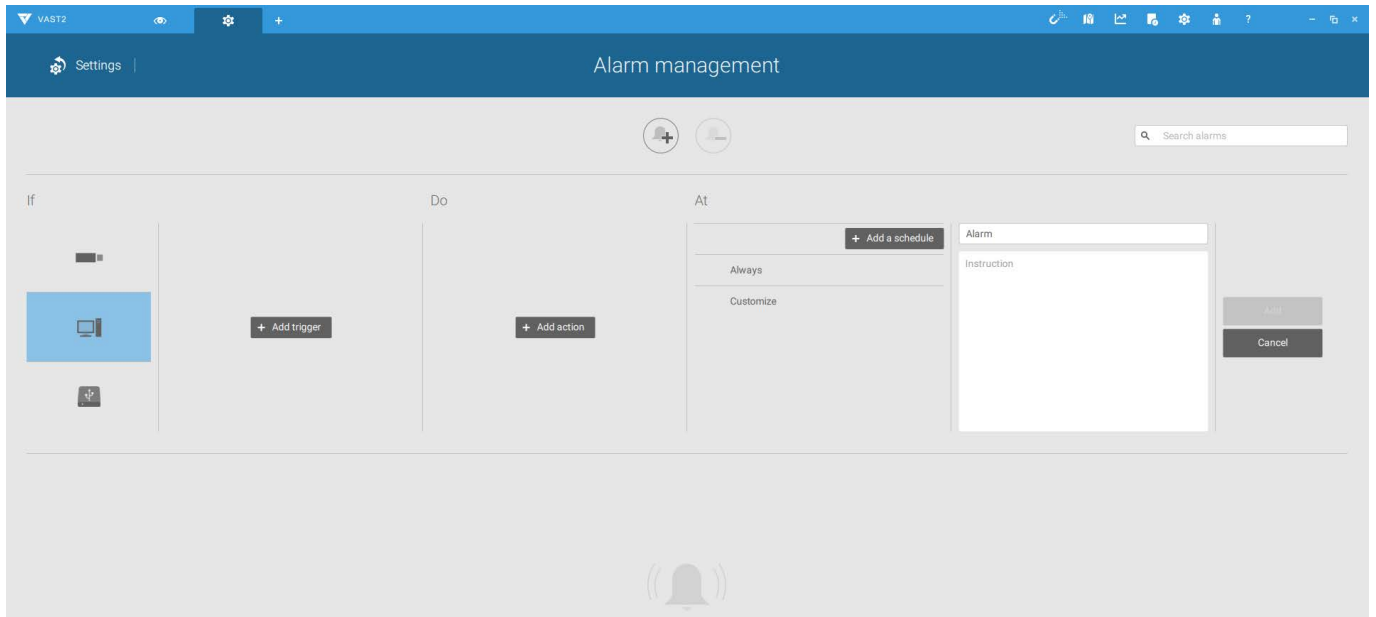 VAST2
+
?
Settings
Alarm management
Search alarms
If
Do
At
+ Add a schedule
Alarm
Always
Instruction
Customize
+ Add trigger
+ Add action
Add
Cancel